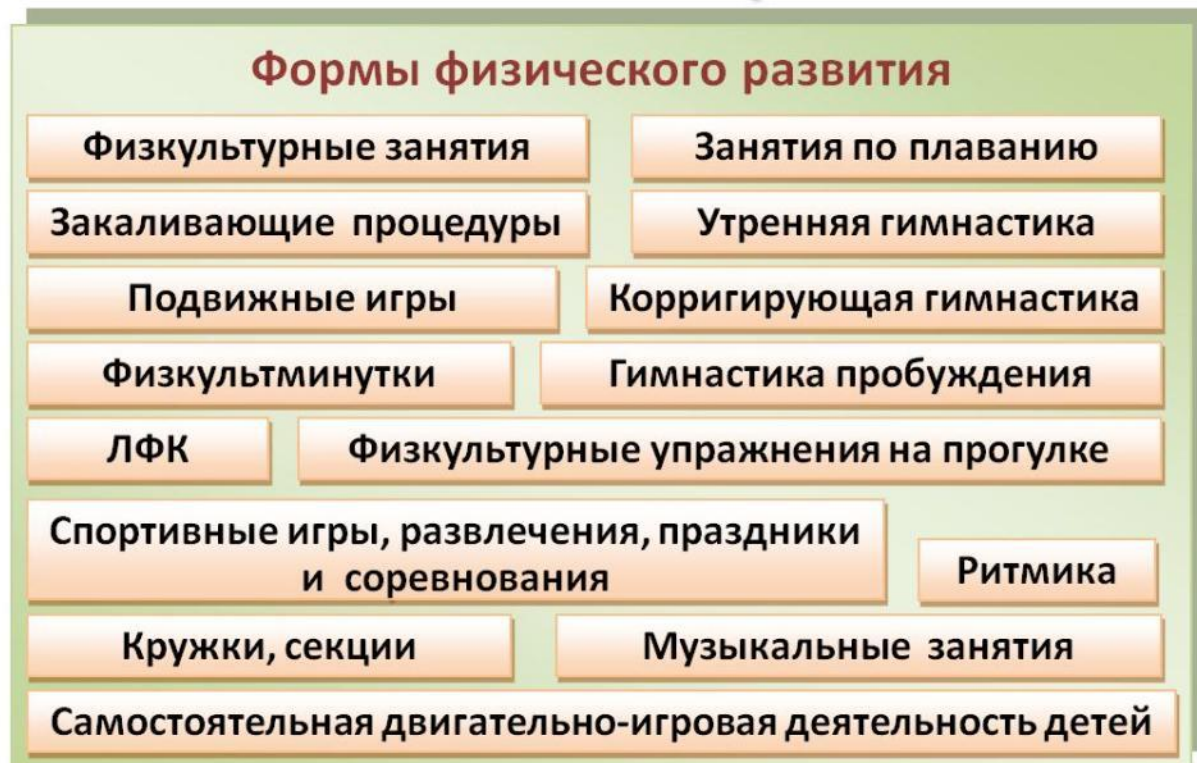 Формы физического развития
Физкультурные занятия
Занятия по плаванию
Закаливающие процедуры
Утренняя гимнастика
Подвижные игры
Корригирующая гимнастика
Физкультминутки
Гимнастика пробуждения
ЛФК
Физкультурные упражнения на прогулке
Спортивные игры, развлечения, праздники
и соревнования
Ритмика
Кружки, секции
Музыкальные занятия
Самостоятельная двигательно-игровая деятельность детей